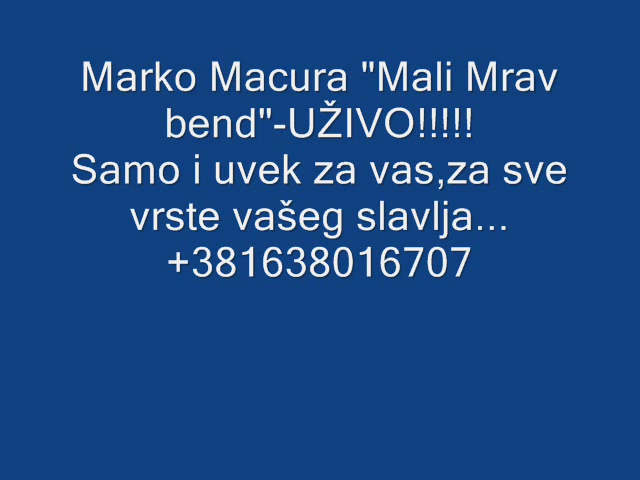 Marko Macura "Mali Mrav
bend"-UŽIVO!!!!!
Samo i uvek za vas,za sve
vrste vašeg slavlja...
+381638016707